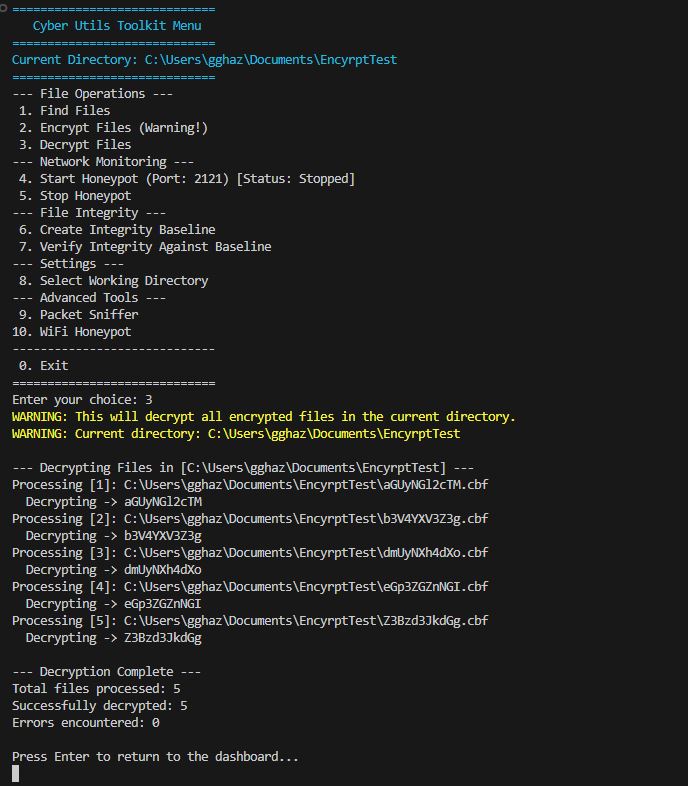 =============================
Cyber Utils Toolkit Menu
=============================
Current Directory: C:\Users\gghaz\Documents\EncyrptTest
=============================
--- File Operations ---
1. Find Files
2. Encrypt Files (Warning!)
3. Decrypt Files
--- Network Monitoring ---
4. Start Honeypot (Port: 2121) [Status: Stopped]
5. Stop Honeypot
--- File Integrity ---
6. Create Integrity Baseline
7. Verify Integrity Against Baseline
--- Settings ---
8. Select Working Directory
--- Advanced Tools ---
9. Packet Sniffer
10. WiFi Honeypot
-----------------------------
0. Exit
=============================
Enter your choice: 3
WARNING: This will decrypt all encrypted files in the current directory.
WARNING: Current directory: C:\Users\gghaz\Documents\EncyrptTest

--- Decrypting Files in [C:\Users\gghaz\Documents\EncyrptTest] ---
Processing [1]: C:\Users\gghaz\Documents\EncyrptTest\aGUyNGl2cTM.cbf
Decrypting -> aGUyNGl2cTM
Processing [2]: C:\Users\gghaz\Documents\EncyrptTest\b3V4YXV3Z3g.cbf
Decrypting -> b3V4YXV3Z3g
Processing [3]: C:\Users\gghaz\Documents\EncyrptTest\dmUyNXh4dXo.cbf
Decrypting -> dmUyNXh4dXo
Processing [4]: C:\Users\gghaz\Documents\EncyrptTest\eGp3ZGZnNGI.cbf
Decrypting -> eGp3ZGZnNGI
Processing [5]: C:\Users\gghaz\Documents\EncyrptTest\Z3Bzd3JkdGg.cbf
Decrypting -> Z3Bzd3JkdGg

--- Decryption Complete ---
Total files processed: 5
Successfully decrypted: 5
Errors encountered: 0

Press Enter to return to the dashboard...